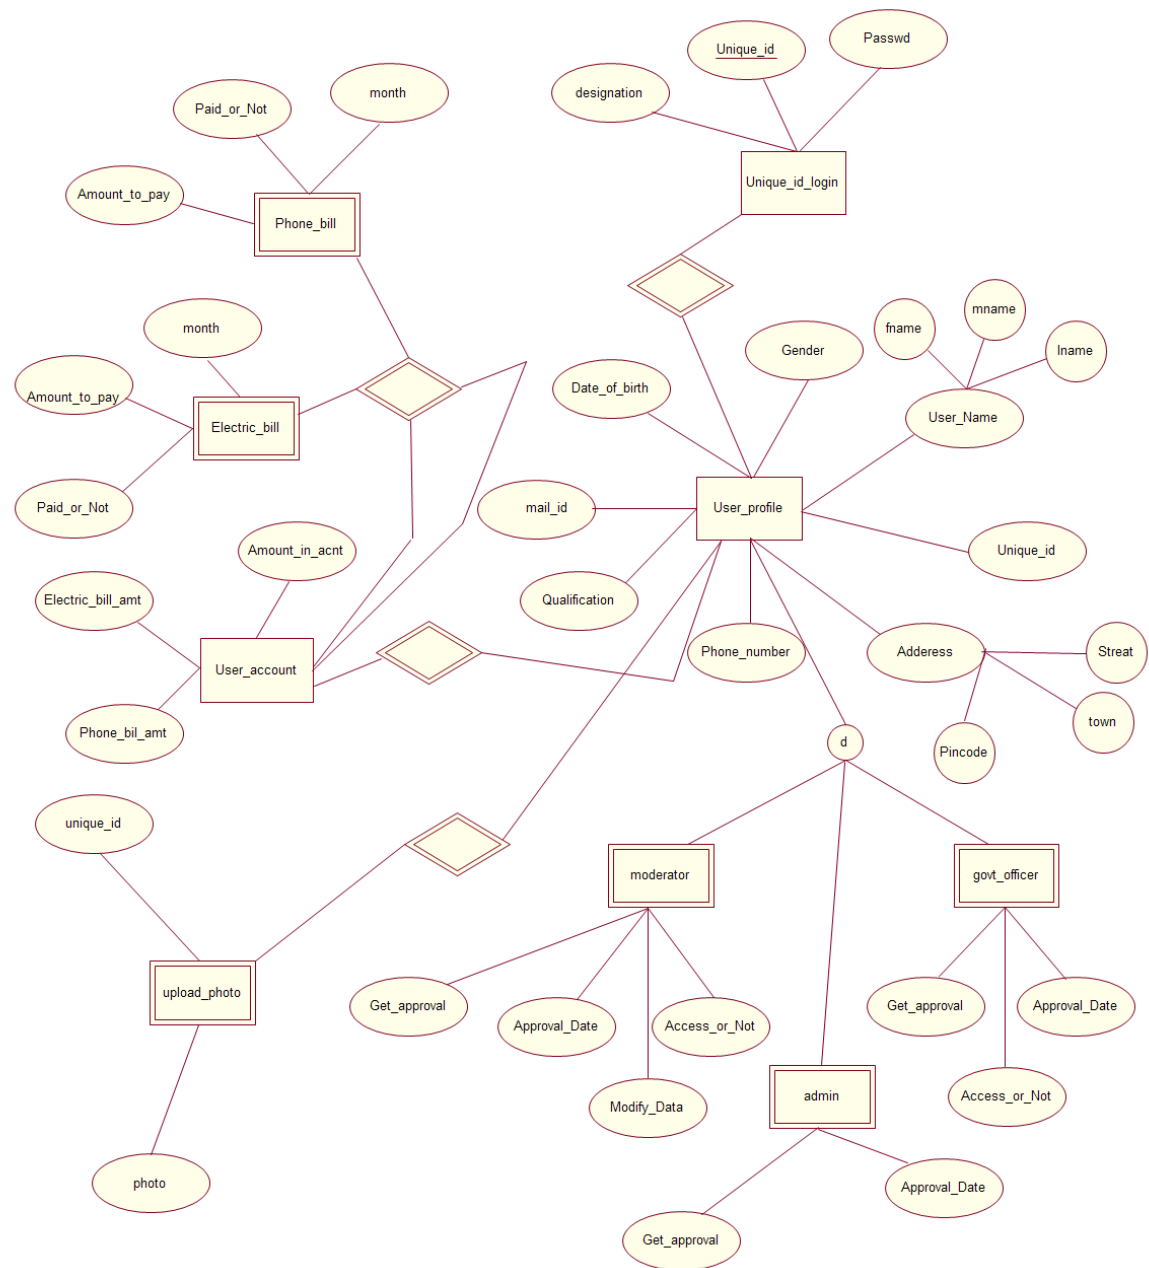 Unique_id
Passwd
designation
month
Paid_or_Not
Amount_to_pay
Phone_bill
Unique_id_login
month
Amount_to_pay
Electric_bill
Paid_or_Not
fname
mname
lname
Gender
Date_of_birth
User_Name
mail_id
User_profile
Unique_id
Amount_in_acnt
Electric_bill_amt
Qualification
User_account
Phone_number
Adderess
Streat
town
Pincode
Phone_bil_amt
d
unique_id
moderator
govt_officer
upload_photo
Get_approval
Approval_Date
Access_or_Not
Get_approval
Approval_Date
Modify_Data
admin
Access_or_Not
photo
Approval_Date
Get_approval